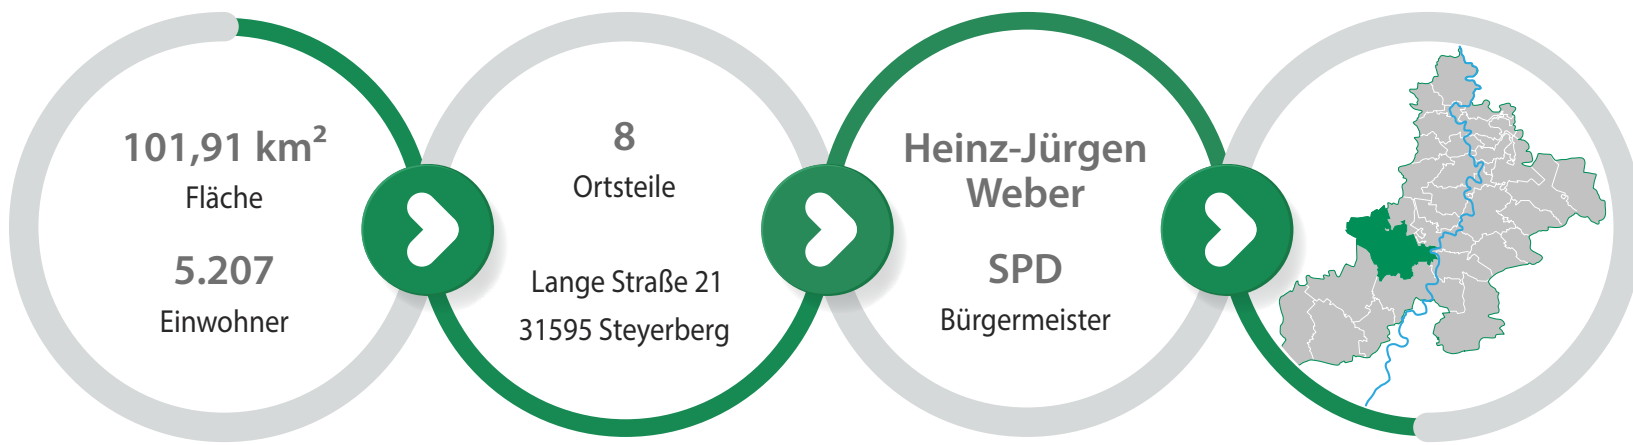 101,91 km²
Fläche
5.207
Einwohner
8
Ortsteile
Lange Straße 21
31595 Steyerberg
Heinz-Jürgen
Weber
SPD
Bürgermeister